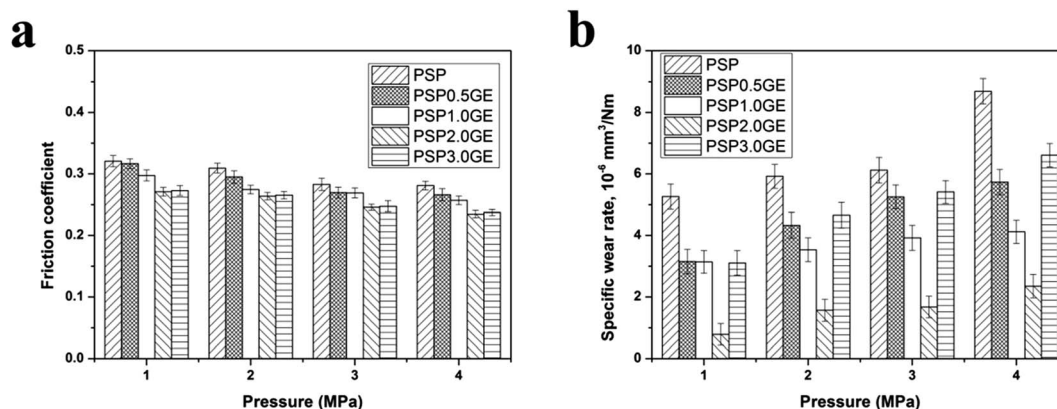 a
0.5
0.4
0.3
0.2
0.1
0.0
Friction coefficient
PSP
PSP0.5GE
PSP1.0GE
PSP2.0GE
PSP3.0GE
1 2 3 4
Pressure (MPa)
b
10
8
6
4
2
0
Specific wear rate, 10⁻⁶ mm³/Nm
PSP
PSP0.5GE
PSP1.0GE
PSP2.0GE
PSP3.0GE
1 2 3 4
Pressure (MPa)